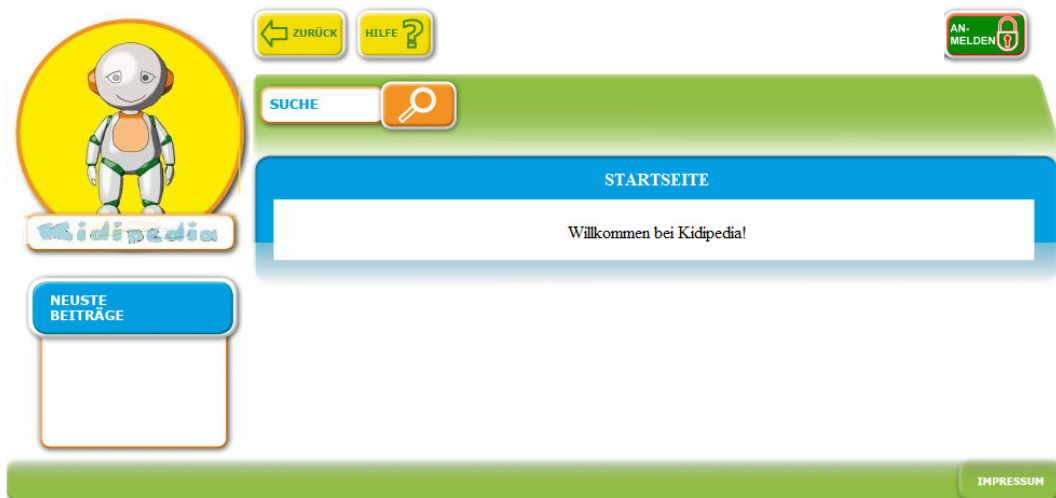 ZURÜCK
HILFE ?
AN-
MELDEN
SUCHE
STARTSEITE
Kidipedia
Willkommen bei Kidipedia!
NEUSTE
BEITRÄGE
IMPRESSUM